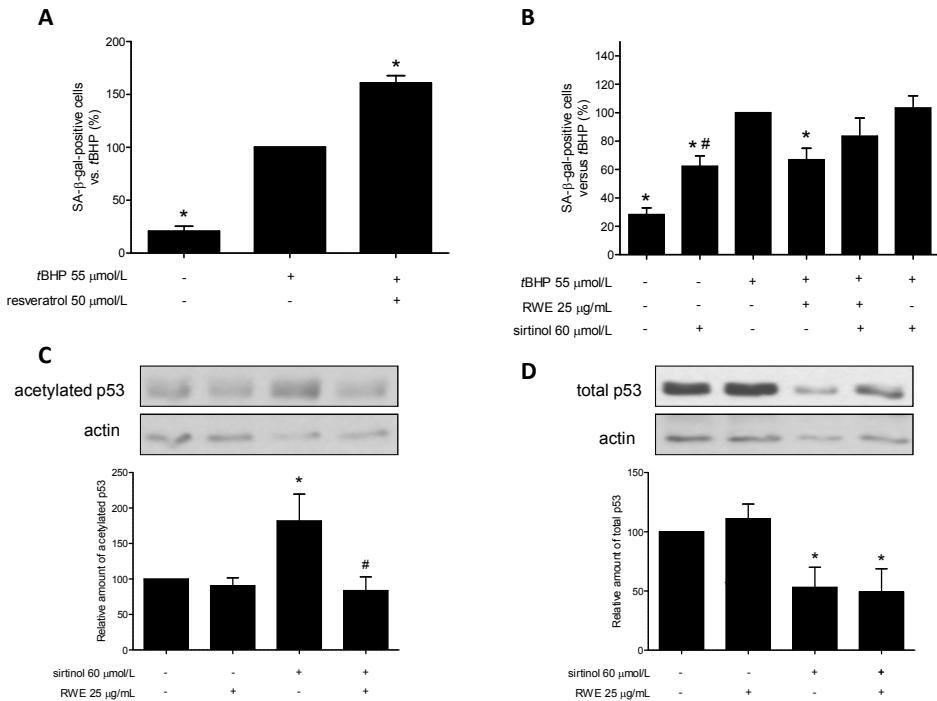 A
SA-β-gal-positive cells
vs. tBHP (%)
200
150
100
50
0
*
*
tBHP 55 μmol/L - + +
resveratrol 50 μmol/L - - +
B
SA-β-gal-positive cells
versus tBHP (%)
140
120
100
80
60
40
20
0
*
* #
*
tBHP 55 μmol/L - - + + + +
RWE 25 μg/mL - - - + + -
sirtinol 60 μmol/L - + - - + +
C
acetylated p53
actin
Relative amount of acetylated p53
250
200
150
100
50
0
*
#
sirtinol 60 μmol/L - - + +
RWE 25 μg/mL - + - +
D
total p53
actin
Relative amount of total p53
150
100
50
0
*
*
sirtinol 60 μmol/L - - + +
RWE 25 μg/mL - + - +